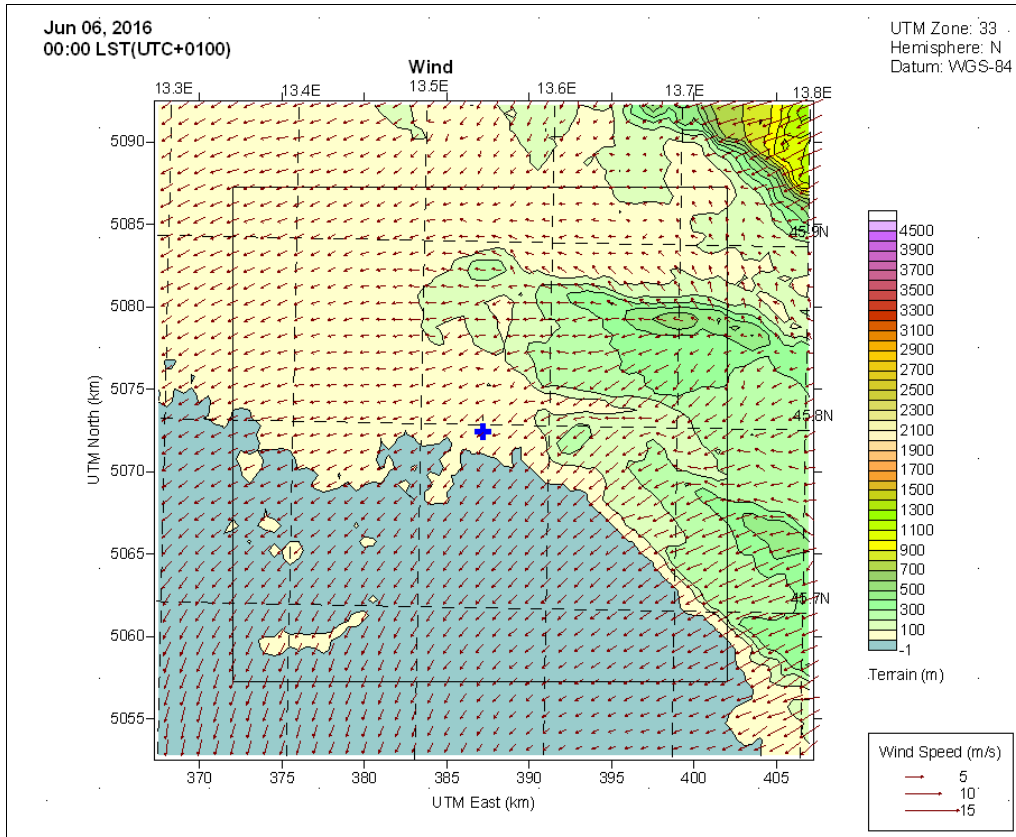 Jun 06, 2016
00:00 LST(UTC+0100)
UTM Zone: 33
Hemisphere: N
Datum: WGS-84
Wind
13.3E 13.4E 13.5E 13.6E 13.7E 13.8E
5090
5085
5080
5075
5070
5065
5060
5055
UTM North (km)
45.9N
45.8N
45.7N
370 375 380 385 390 395 400 405
UTM East (km)
4500
3900
3700
3500
3300
3100
2900
2700
2500
2300
2100
1900
1700
1500
1300
1100
900
700
500
300
100
-1
Terrain (m)
Wind Speed (m/s)
5
10
15